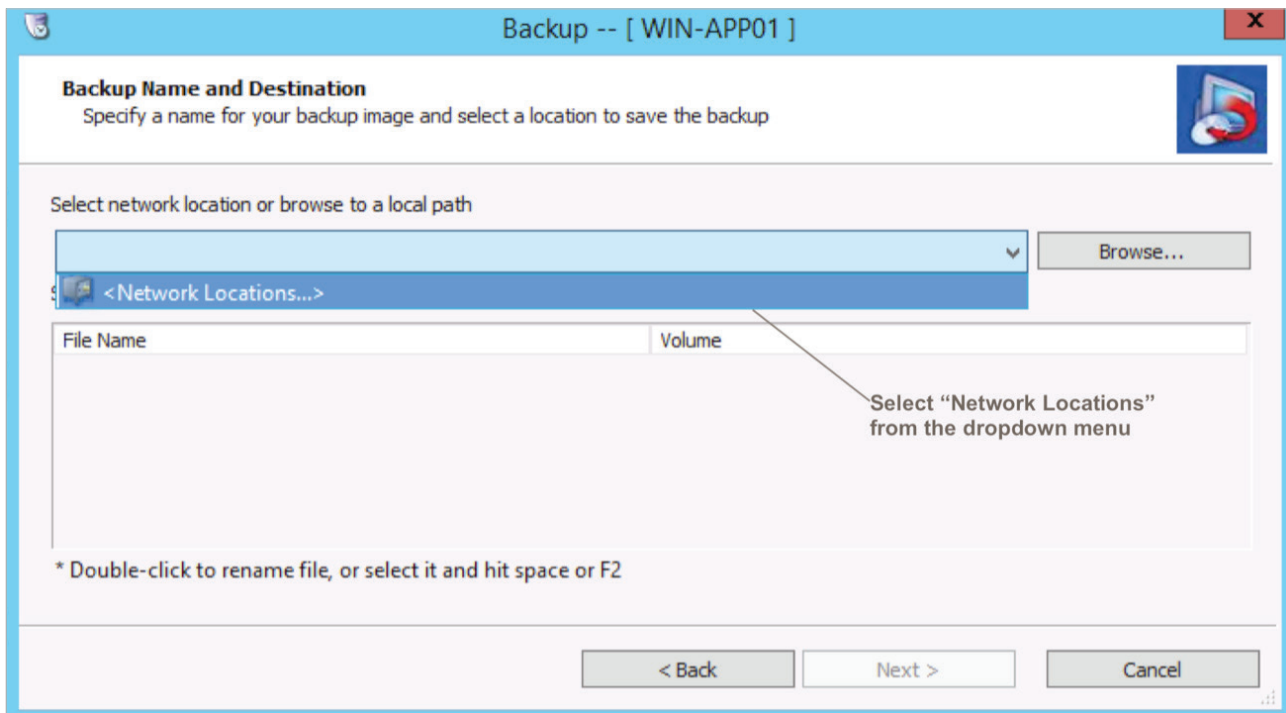 Backup -- [ WIN-APP01 ]
x
Backup Name and Destination
Specify a name for your backup image and select a location to save the backup
Select network location or browse to a local path
Browse...
<Network Locations...>
File Name
Volume
Select “Network Locations”
from the dropdown menu
* Double-click to rename file, or select it and hit space or F2
< Back
Next >
Cancel